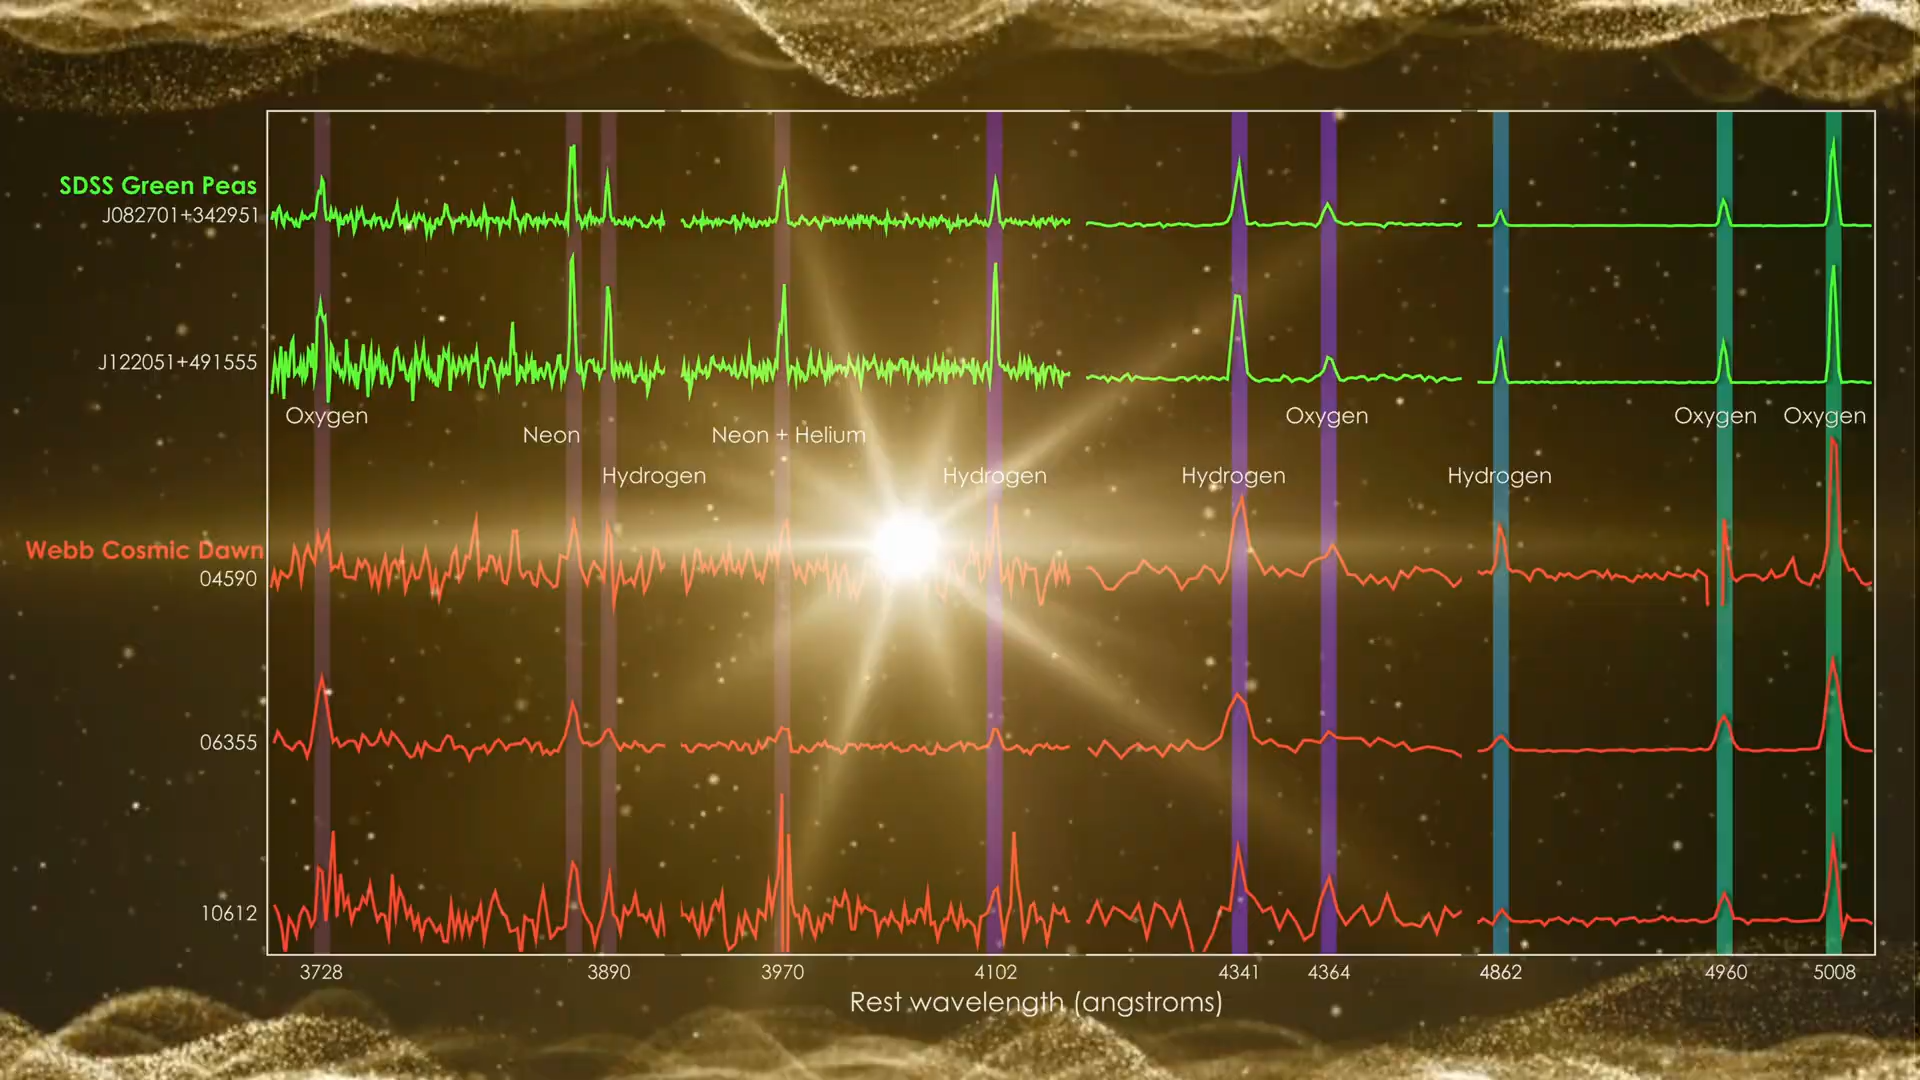 SDSS Green Peas
J082701+342951
J122051+491555
Oxygen
Oxygen
Oxygen
Oxygen
Neon
Neon + Helium
Hydrogen
Hydrogen
Hydrogen
Hydrogen
Webb Cosmic Dawn
04590
06355
10612
3728
3890
3970
4102
4341
4364
4862
4960
5008
Rest wavelength (angstroms)